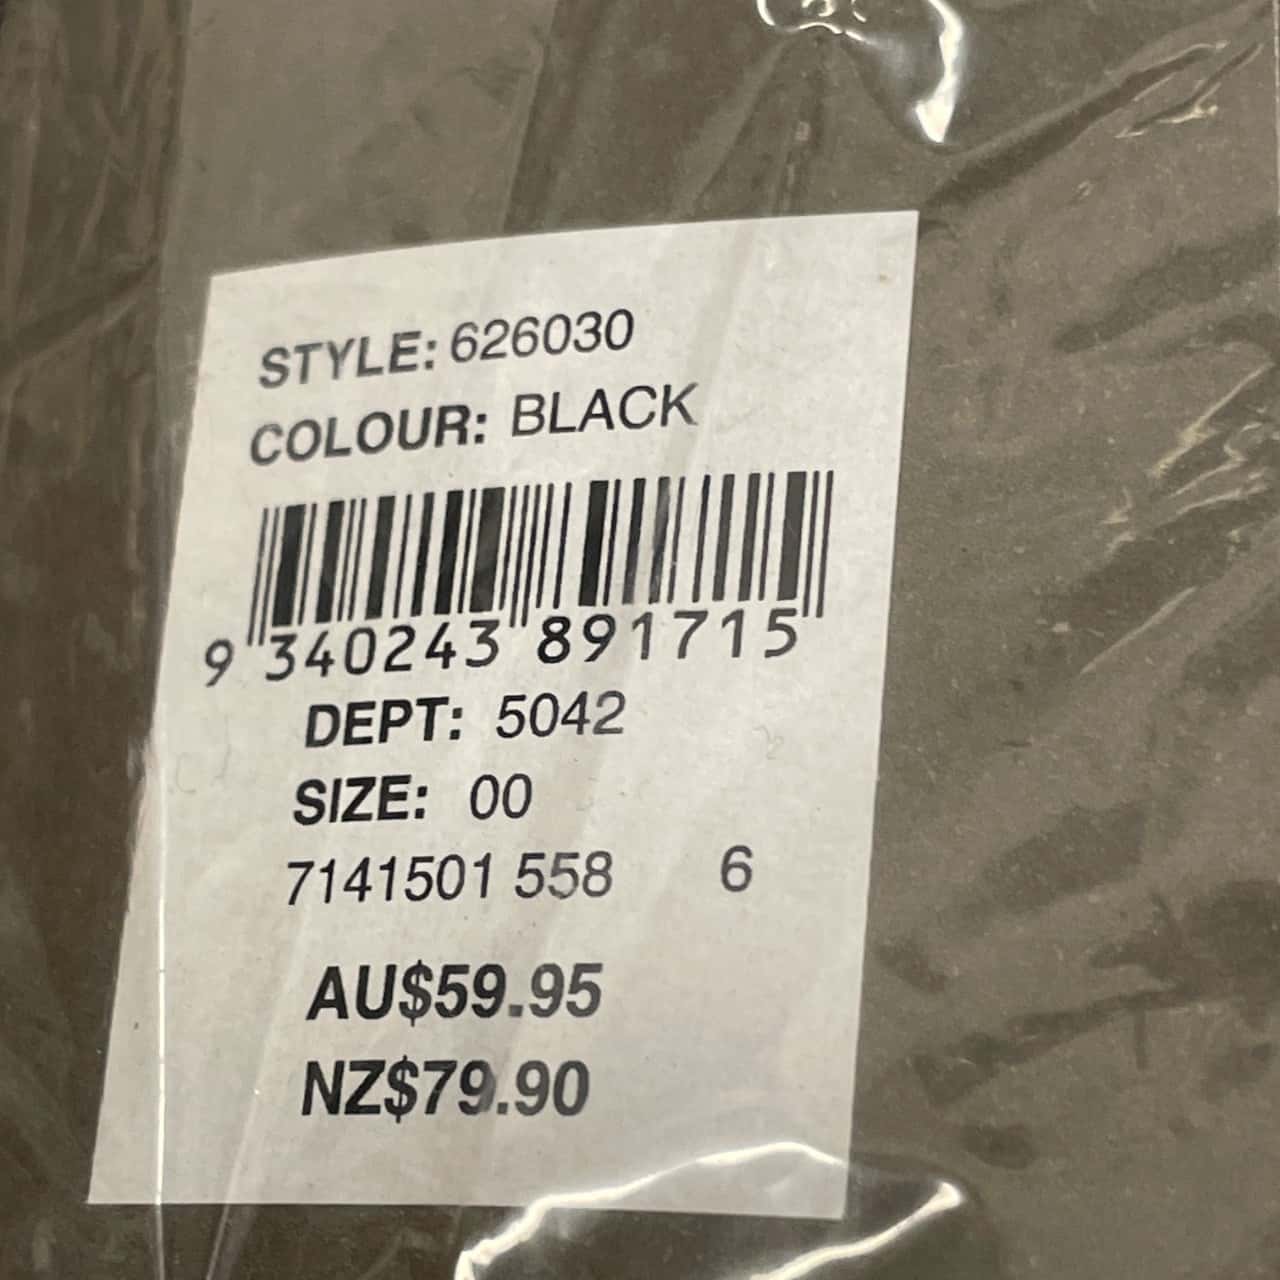 STYLE: 626030
COLOUR: BLACK
9 340243 891715
DEPT: 5042
SIZE: 00
7141501 558 6
AU$59.95
NZ$79.90